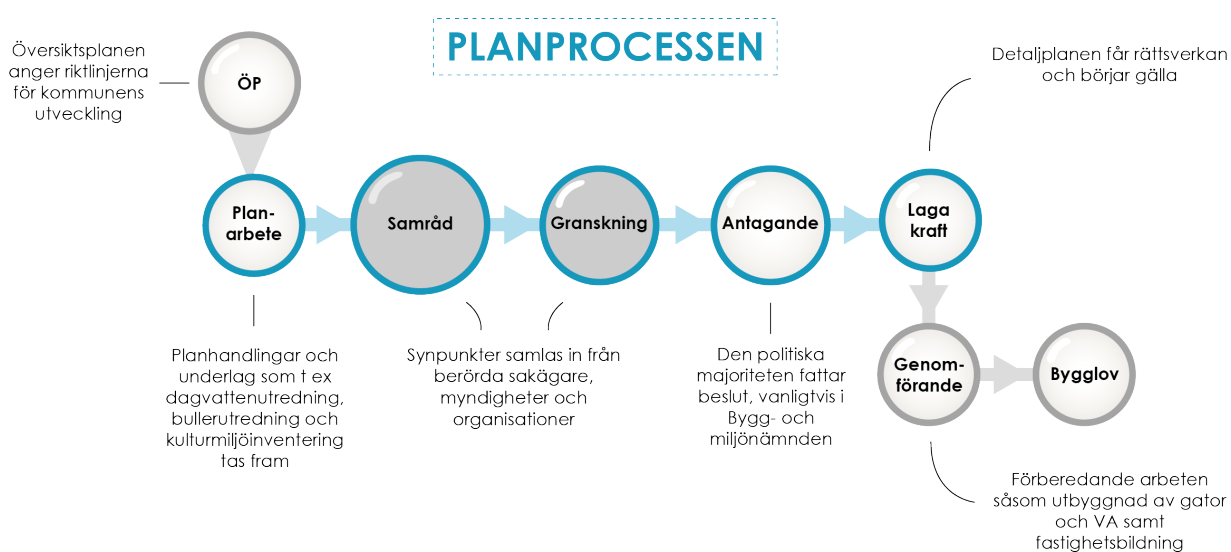 PLANPROCESSEN
Översiktsplanen
anger riktlinjerna
för kommunens
utveckling
ÖP
Detaljplanen får rättsverkan
och börjar gälla
Plan-
arbete
Samråd
Granskning
Antagande
Laga
kraft
Planhandlingar och
underlag som t ex
dagvattenutredning,
bullerutredning och
kulturmiljöinventering
tas fram
Synpunkter samlas in från
berörda sakägare,
myndigheter och
organisationer
Den politiska
majoriteten fattar
beslut, vanligtvis i
Bygg- och
miljönämnden
Genom-
förande
Bygglov
Förberedande arbeten
såsom utbyggnad av gator
och VA samt
fastighetsbildning